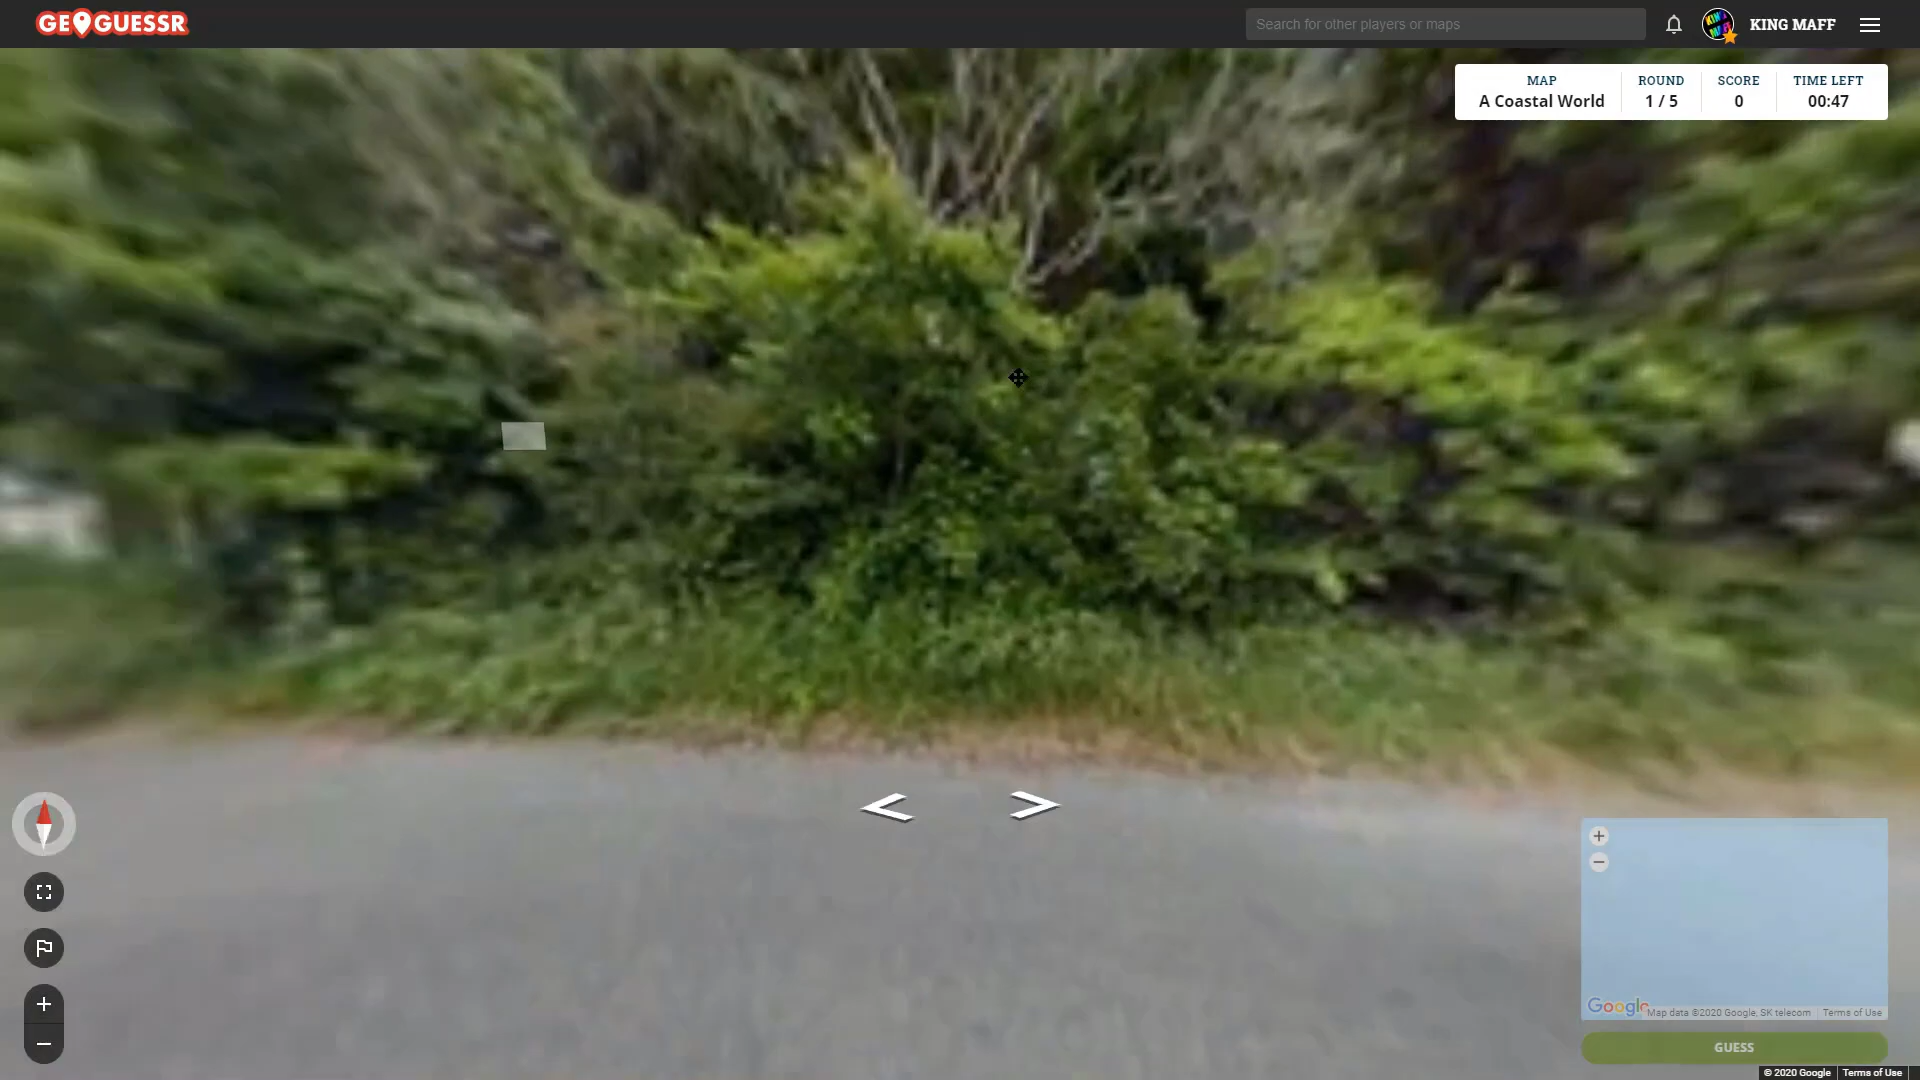 GEOGUESSR
Search for other players or maps
KING MAFF
MAP
A Coastal World
ROUND
1 / 5
SCORE
0
TIME LEFT
00:47
Google
Map data ©2020 Google, SK telecom
Terms of Use
GUESS
© 2020 Google
Terms of Use